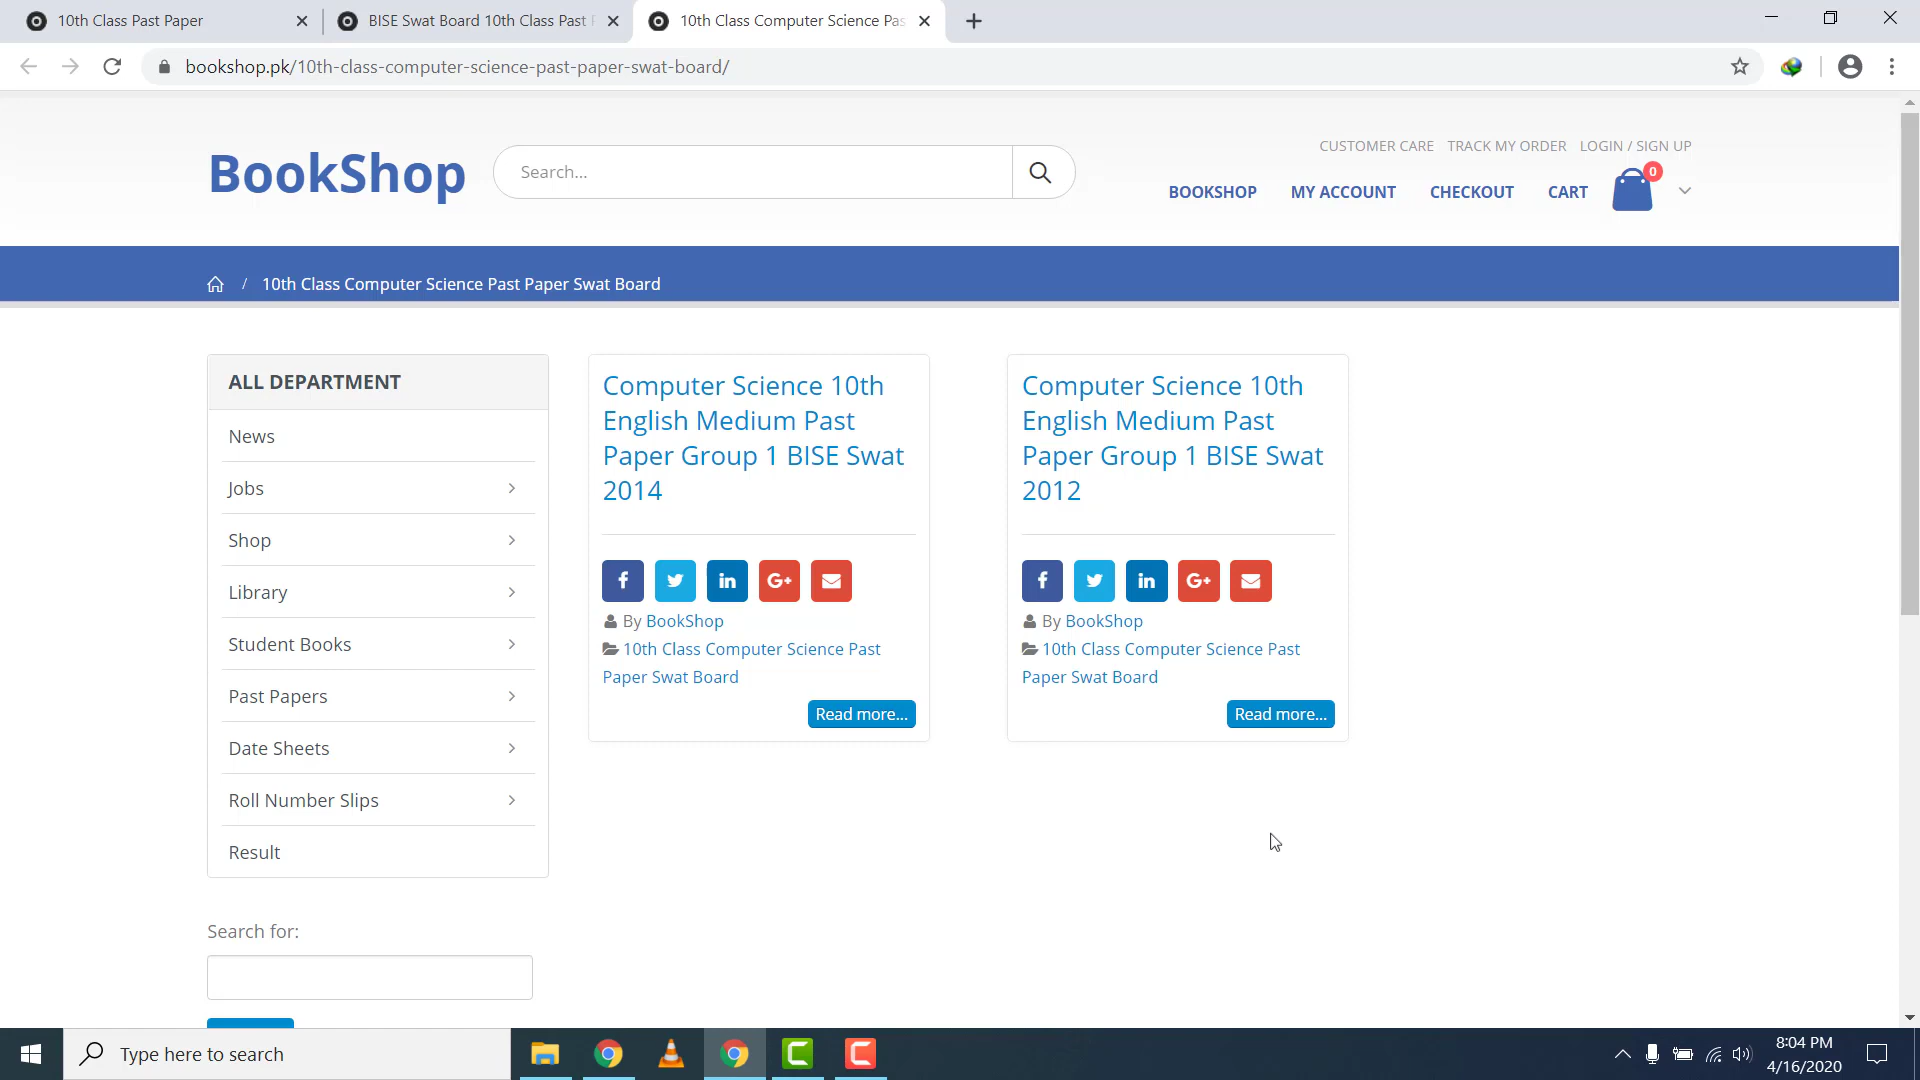 10th Class Past Paper
BISE Swat Board 10th Class Past
10th Class Computer Science Pas
bookshop.pk/10th-class-computer-science-past-paper-swat-board/
CUSTOMER CARE TRACK MY ORDER LOGIN / SIGN UP
BookShop
Search...
BOOKSHOP MY ACCOUNT CHECKOUT CART 0
/ 10th Class Computer Science Past Paper Swat Board
ALL DEPARTMENT
News
Jobs
Shop
Library
Student Books
Past Papers
Date Sheets
Roll Number Slips
Result
Search for:
Computer Science 10th
English Medium Past
Paper Group 1 BISE Swat
2014
f in G+
By BookShop
10th Class Computer Science Past
Paper Swat Board
Read more...
Computer Science 10th
English Medium Past
Paper Group 1 BISE Swat
2012
f in G+
By BookShop
10th Class Computer Science Past
Paper Swat Board
Read more...
Type here to search
8:04 PM
4/16/2020